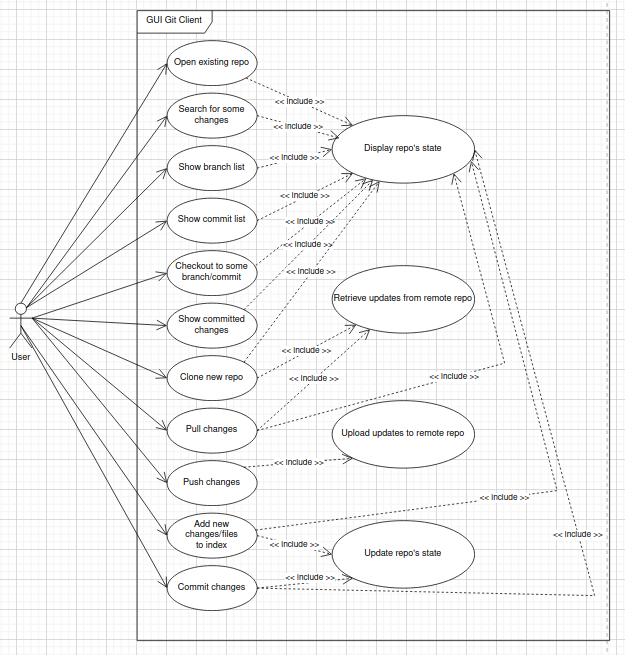 GUI Git Client
Open existing repo
<< include >>
Search for some
changes
<< include >>
Display repo's state
Show branch list
<< include >>
<< include >>
Show commit list
<< include >>
<< include >>
Checkout to some
branch/commit
<< include >>
Retrieve updates from remote repo
Show committed
changes
User
<< include >>
Clone new repo
<< include >>
<< include >>
Pull changes
Upload updates to remote repo
<< include >>
Push changes
<< include >>
Add new
changes/files
to index
<< include >>
<< include >>
Update repo's state
<< include >>
Commit changes